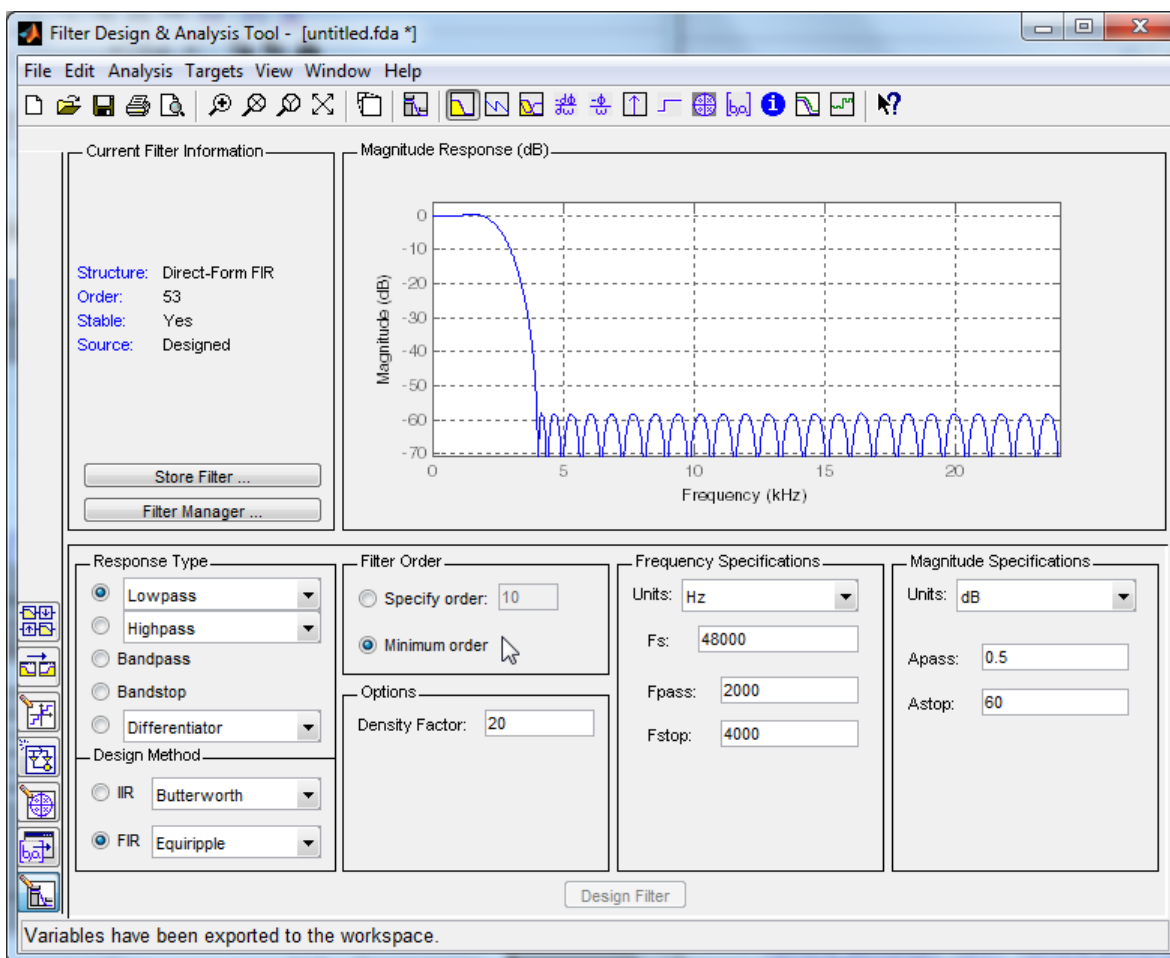 Filter Design & Analysis Tool - [untitled.fda *]
File Edit Analysis Targets View Window Help
Current Filter Information
Structure: Direct-Form FIR
Order: 53
Stable: Yes
Source: Designed
Store Filter ...
Filter Manager ...
Magnitude Response (dB)
Magnitude (dB)
0
-10
-20
-30
-40
-50
-60
-70
0 5 10 15 20
Frequency (kHz)
Response Type
Lowpass
Highpass
Bandpass
Bandstop
Differentiator
Design Method
IIR Butterworth
FIR Equiripple
Filter Order
Specify order: 10
Minimum order
Options
Density Factor: 20
Frequency Specifications
Units: Hz
Fs: 48000
Fpass: 2000
Fstop: 4000
Magnitude Specifications
Units: dB
Apass: 0.5
Astop: 60
Design Filter
Variables have been exported to the workspace.